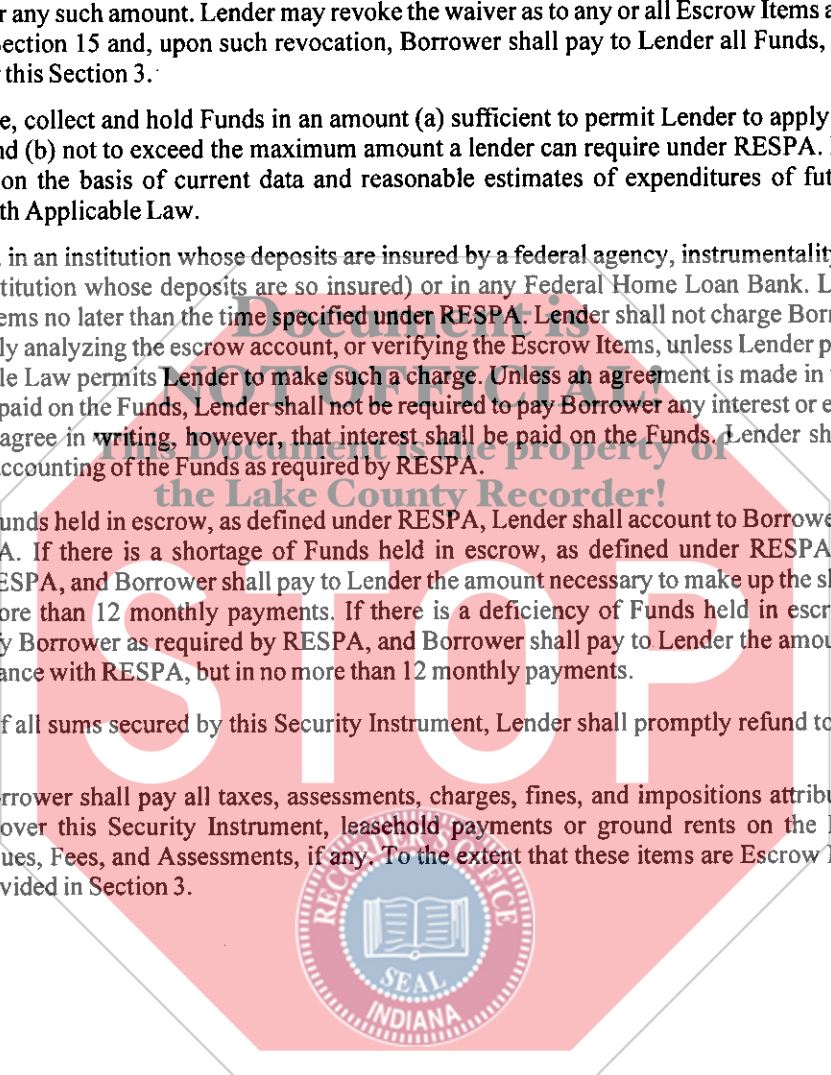 r any such amount. Lender may revoke the waiver as to any or all Escrow Items a
ection 15 and, upon such revocation, Borrower shall pay to Lender all Funds,
this Section 3.
e, collect and hold Funds in an amount (a) sufficient to permit Lender to apply
nd (b) not to exceed the maximum amount a lender can require under RESPA.
on the basis of current data and reasonable estimates of expenditures of fut
th Applicable Law.
in an institution whose deposits are insured by a federal agency, instrumentality
titution whose deposits are so insured) or in any Federal Home Loan Bank. L
Document is
ems no later than the time specified under RESPA. Lender shall not charge Borr
ly analyzing the escrow account, or verifying the Escrow Items, unless Lender p
NOT OFFICIAL!
le Law permits Lender to make such a charge. Unless an agreement is made in
paid on the Funds, Lender shall not be required to pay Borrower any interest or e
agree in writing, however, that interest shall be paid on the Funds. Lender sh
This Document is the property of
ccounting of the Funds as required by RESPA.
the Lake County Recorder!
unds held in escrow, as defined under RESPA, Lender shall account to Borrowe
A. If there is a shortage of Funds held in escrow, as defined under RESPA
ESPA, and Borrower shall pay to Lender the amount necessary to make up the sh
ore than 12 monthly payments. If there is a deficiency of Funds held in escr
y Borrower as required by RESPA, and Borrower shall pay to Lender the amou
ance with RESPA, but in no more than 12 monthly payments.
STOP
f all sums secured by this Security Instrument, Lender shall promptly refund to
rrower shall pay all taxes, assessments, charges, fines, and impositions attribu
over this Security Instrument, leasehold payments or ground rents on the
ues, Fees, and Assessments, if any. To the extent that these items are Escrow
vided in Section 3.
RECORDER'S OFFICE
SEAL
INDIANA